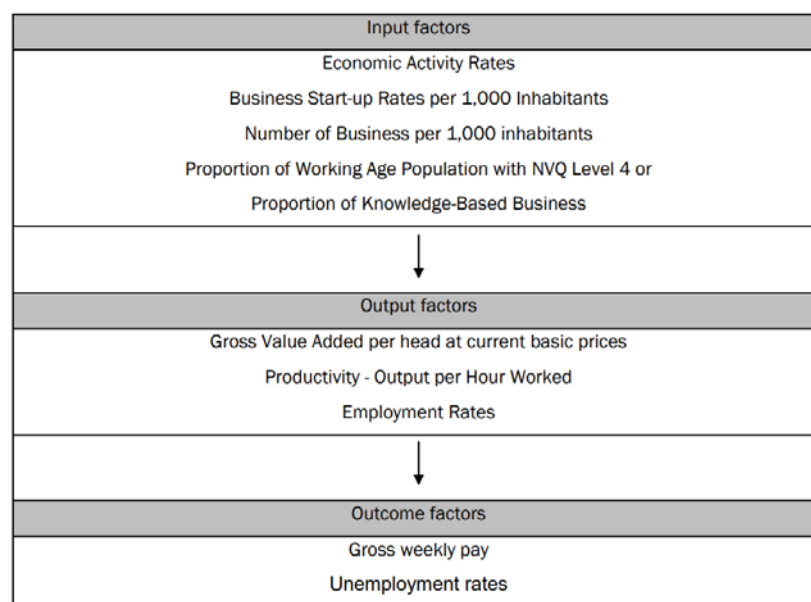 Input factors
Economic Activity Rates
Business Start-up Rates per 1,000 Inhabitants
Number of Business per 1,000 inhabitants
Proportion of Working Age Population with NVQ Level 4 or
Proportion of Knowledge-Based Business
Output factors
Gross Value Added per head at current basic prices
Productivity - Output per Hour Worked
Employment Rates
Outcome factors
Gross weekly pay
Unemployment rates